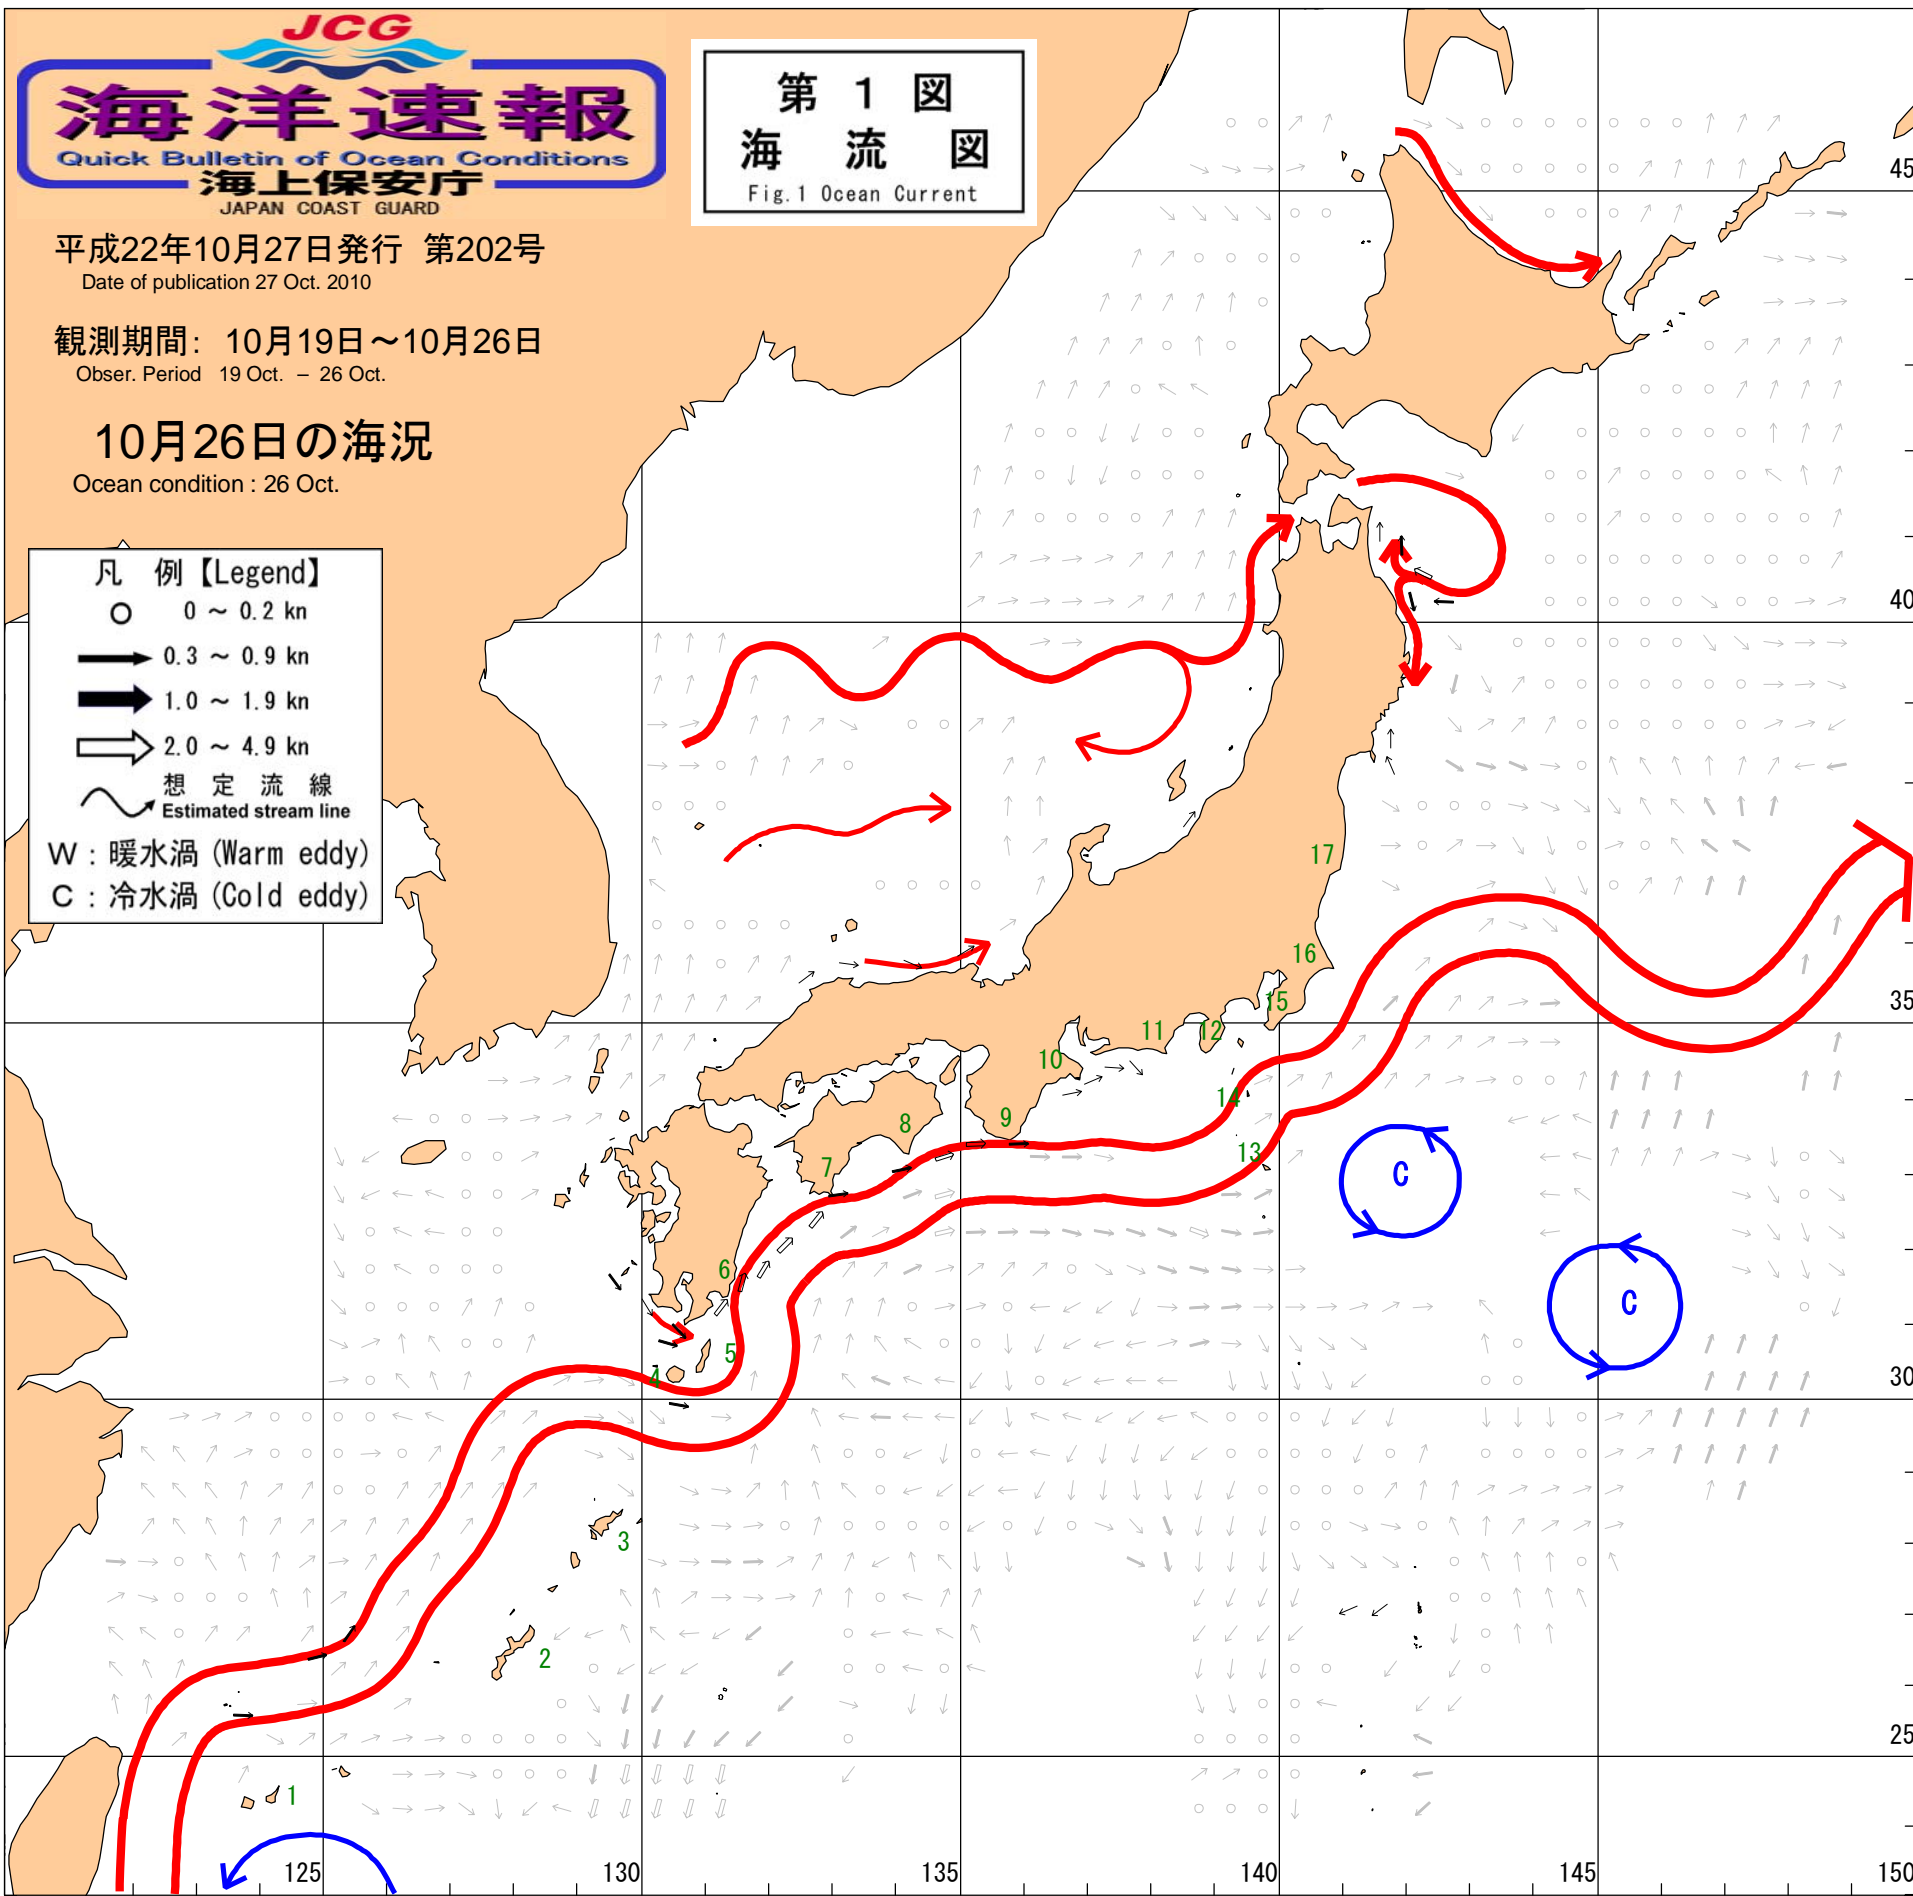 JCG
海洋速報
Quick Bulletin of Ocean Conditions
海上保安庁
JAPAN COAST GUARD
第 1 図
海 流 図
Fig.1 Ocean Current
平成22年10月27日発行 第202号
Date of publication 27 Oct. 2010
観測期間: 10月19日～10月26日
Obser. Period 19 Oct. – 26 Oct.
10月26日の海況
Ocean condition : 26 Oct.
凡 例【Legend】
0 ～ 0.2 kn
0.3 ～ 0.9 kn
1.0 ～ 1.9 kn
2.0 ～ 4.9 kn
想 定 流 線
Estimated stream line
W : 暖水渦 (Warm eddy)
C : 冷水渦 (Cold eddy)
45
40
17
16
35
15
11
12
10
14
9
8
13
7
C
6
C
5
4
30
3
2
25
1
125
130
135
140
145
150